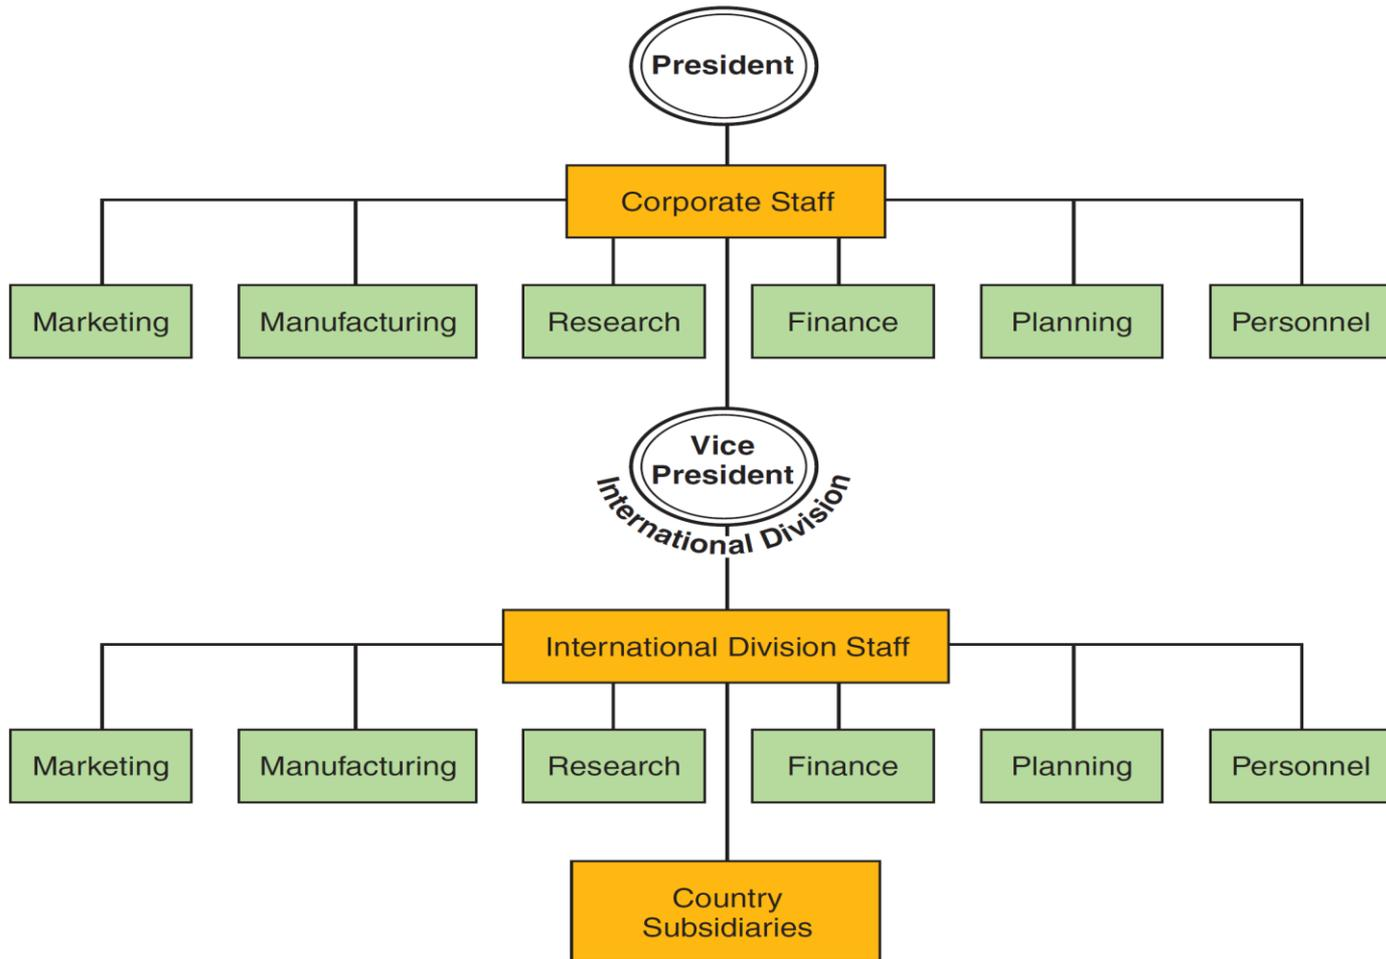 President
Corporate Staff
Marketing
Manufacturing
Research
Finance
Planning
Personnel
Vice
President
International Division
International Division Staff
Marketing
Manufacturing
Research
Finance
Planning
Personnel
Country
Subsidiaries